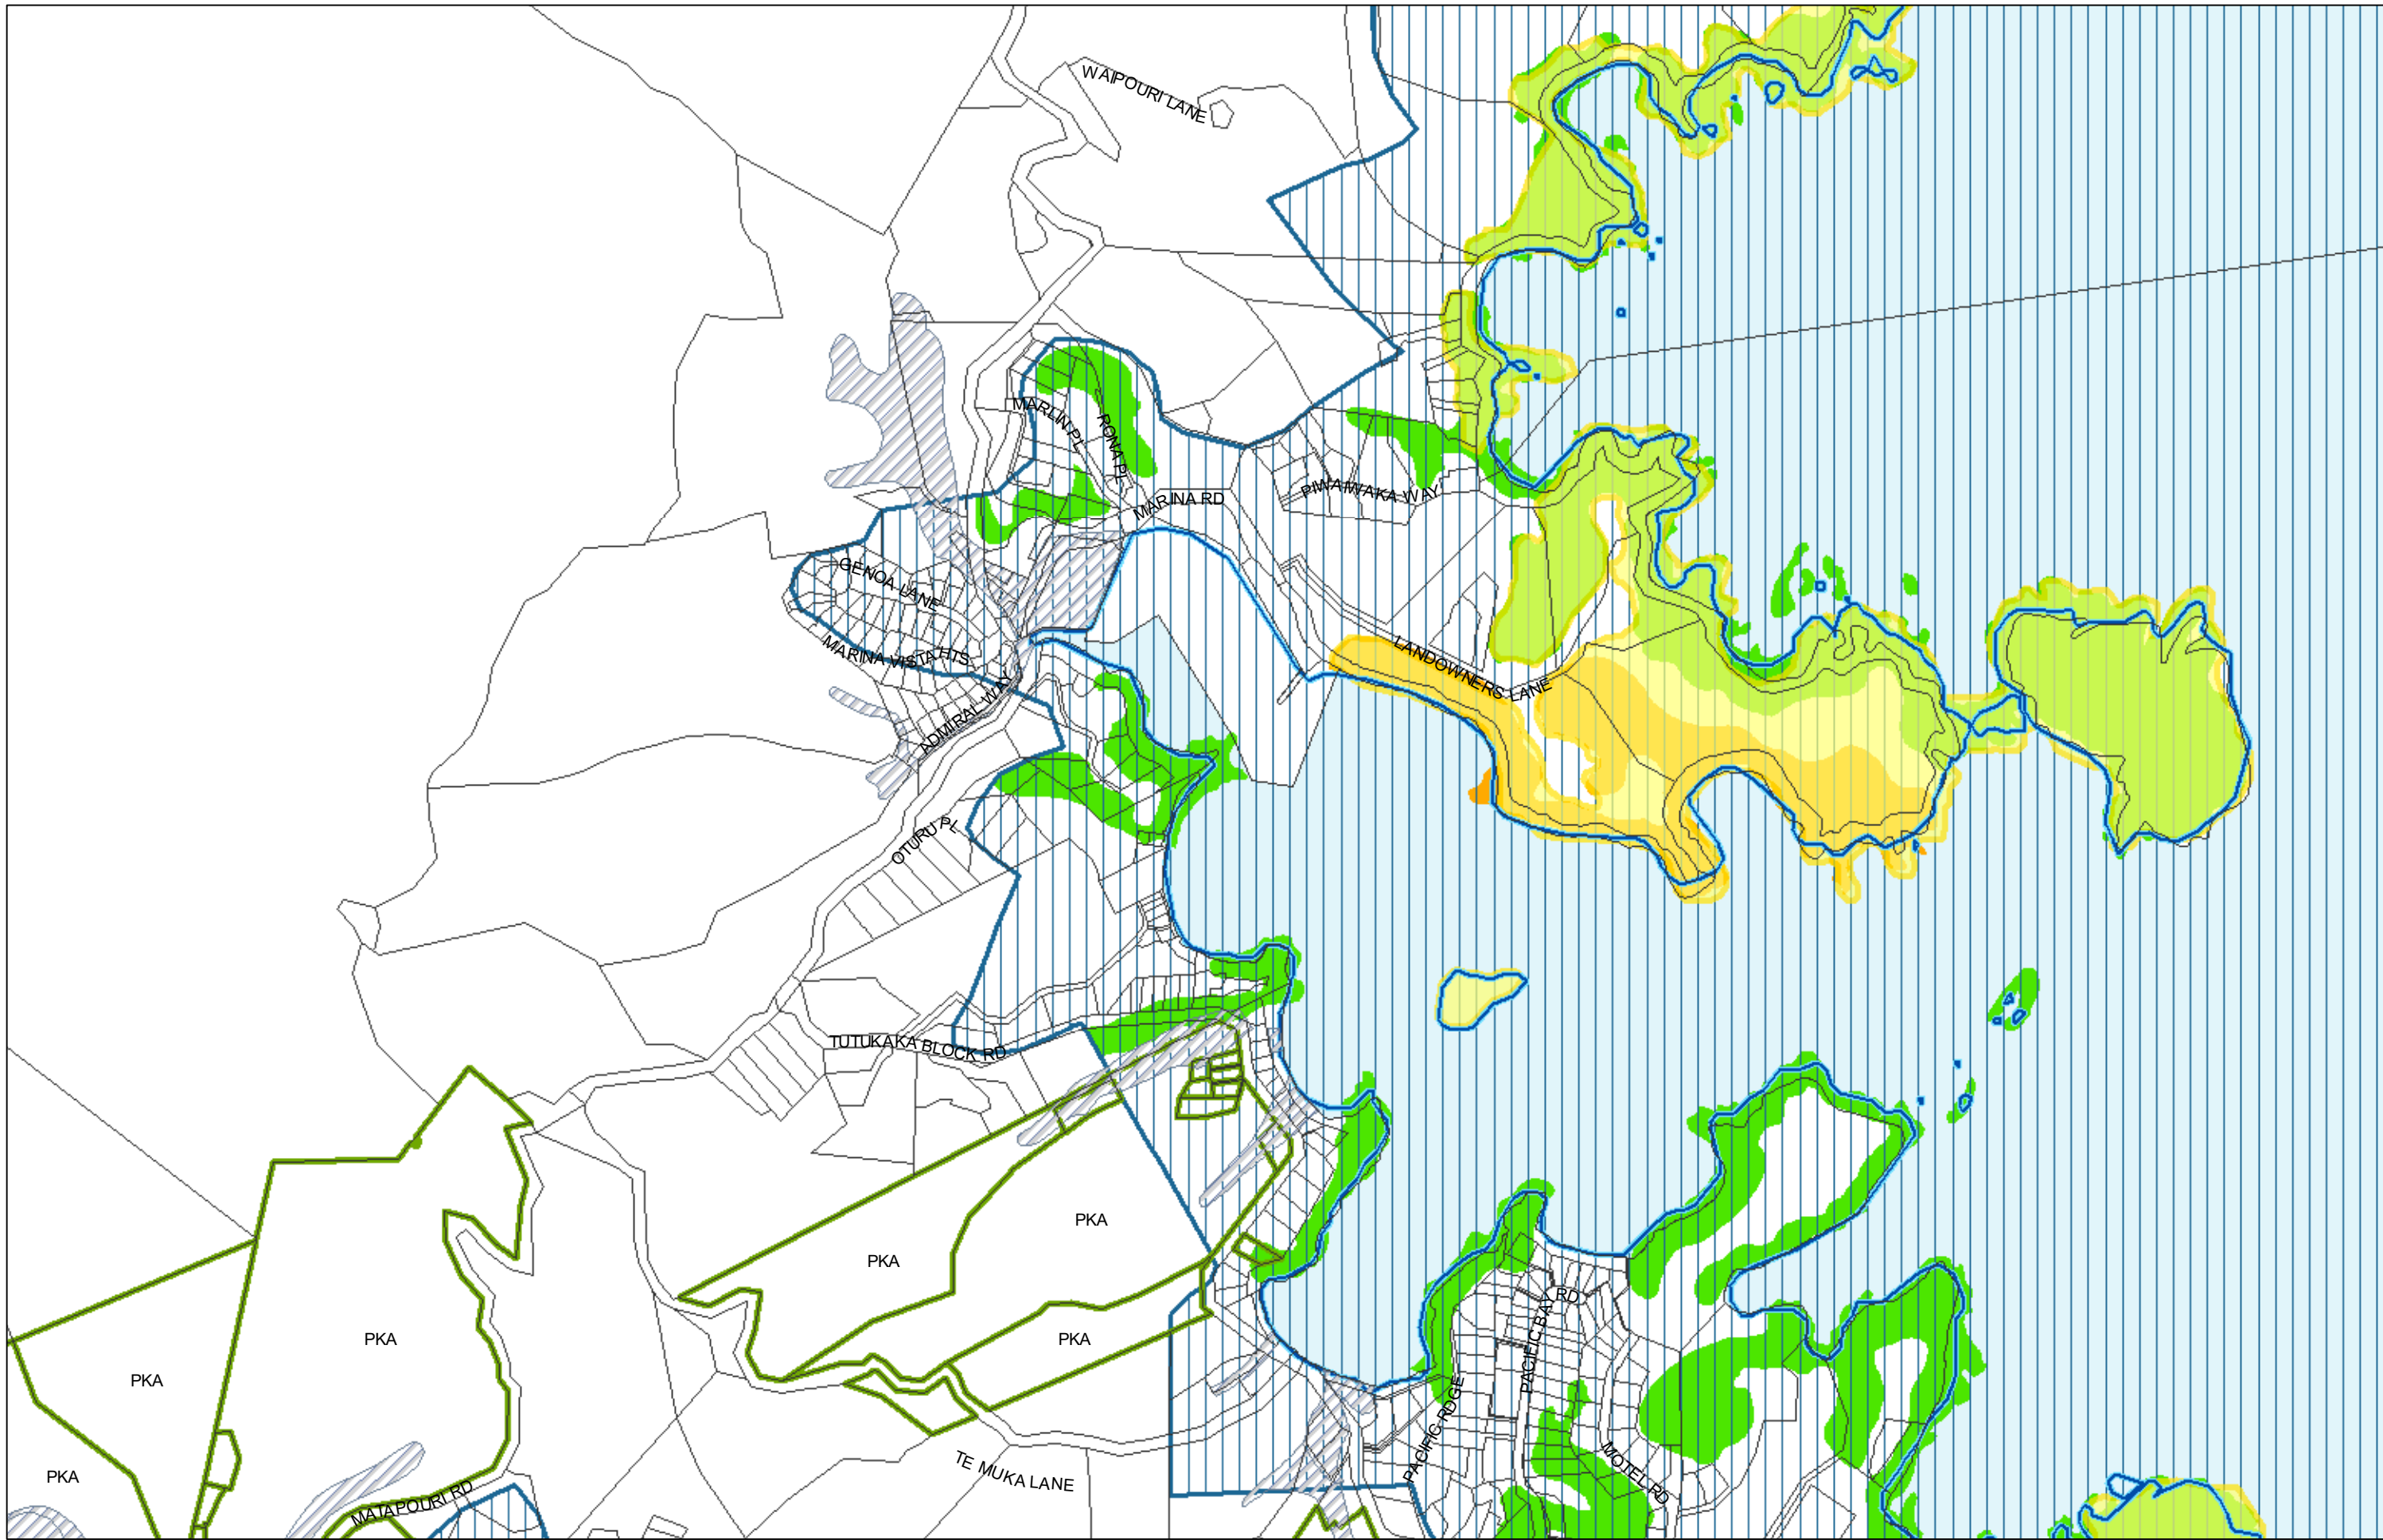 WAIPOURI LANE
MARLIN PL
RONA PL
MARINA RD
PIWAIWAKA WAY
GENOA LANE
MARINA VISTA HTS
LANDOWNERS LANE
ADMIRAL WAY
OTURU PL
TUTUKAKA BLOCK RD
PKA
PKA
PKA
PKA
PKA
PKA
PACIFIC BAY RD
PACIFIC RDGE
MOTEL RD
TE MUKA LANE
MATAPOURI RD